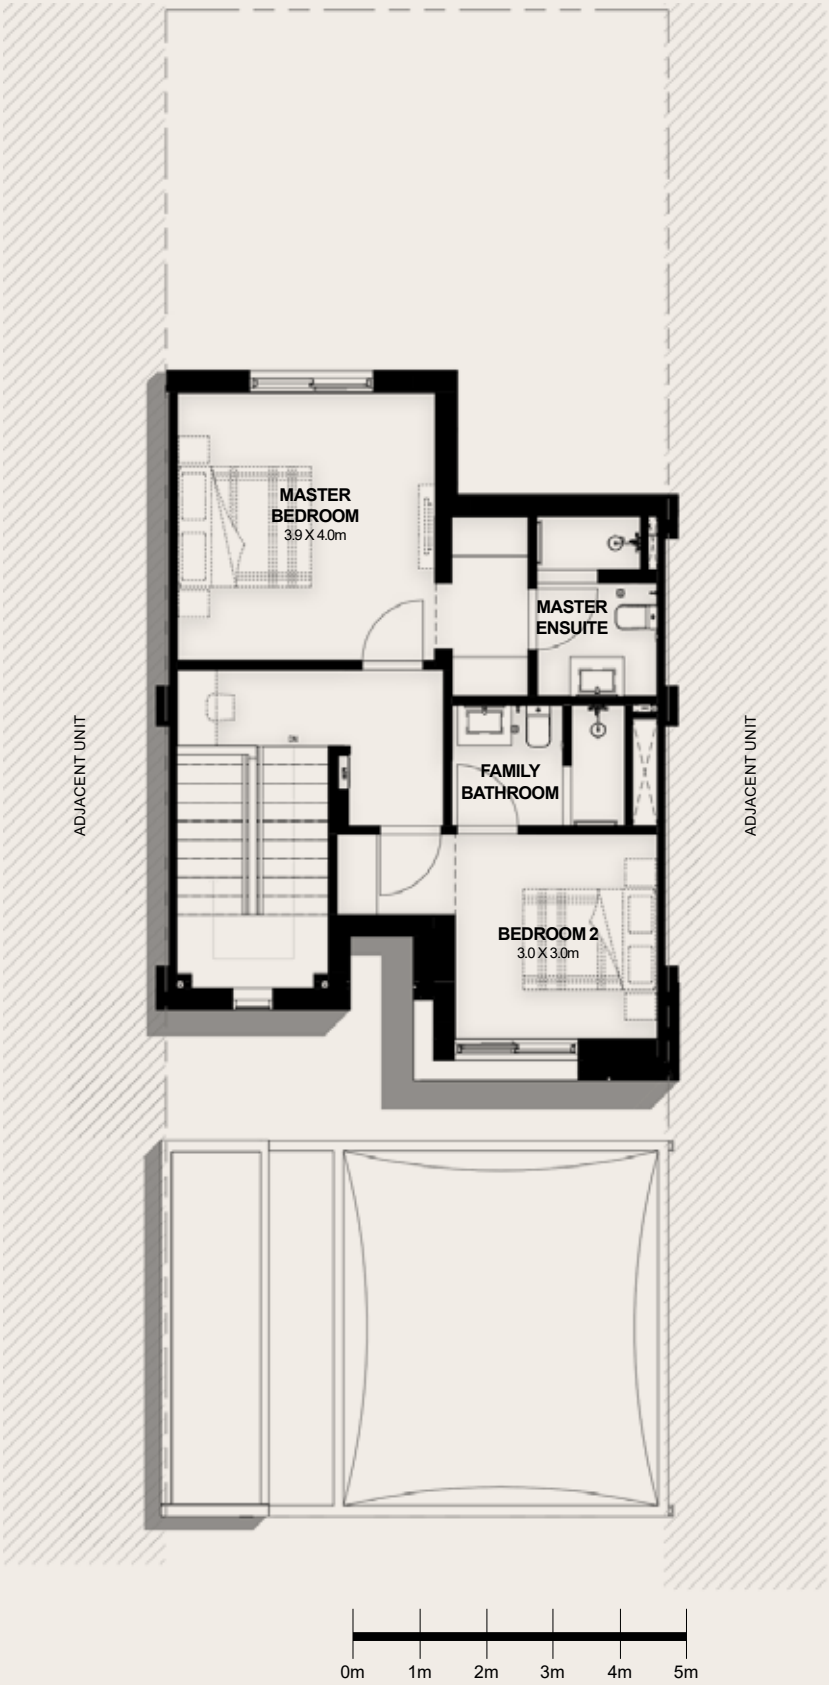 MASTER
BEDROOM
3.9 X 4.0m
MASTER
ENSUITE
ADJACENT UNIT
ADJACENT UNIT
DN
FAMILY
BATHROOM
BEDROOM 2
3.0 X 3.0m
0m 1m 2m 3m 4m 5m